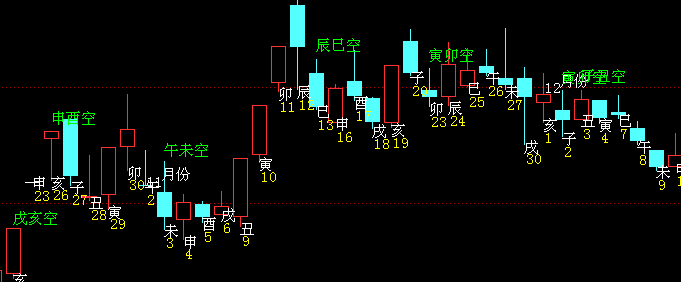 戌亥空
亥
申酉空
申
23
亥
26
子
27
丑
28
寅
29
卯
30
11月份
2
午未空
未
3
申
4
酉
5
戌
6
丑
9
寅
10
卯
11
辰
12
辰巳空
巳
13
申
16
酉
17
戌
18
亥
19
子
20
寅卯空
卯
23
辰
24
巳
25
午
26
未
27
戌
30
12月份
亥
1
子
2
子丑空
丑
3
寅
4
巳
7
午
8
未
9